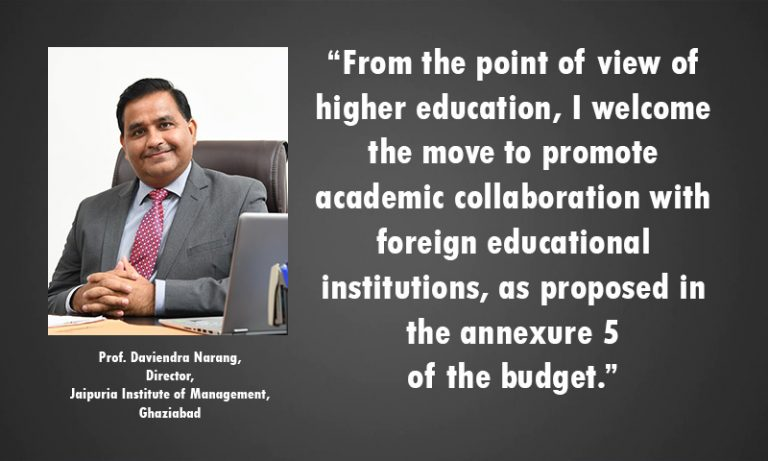 “From the point of view of
higher education, I welcome
the move to promote
academic collaboration with
foreign educational
institutions, as proposed in
the annexure 5
of the budget.”
Prof. Daviendra Narang,
Director,
Jaipuria Institute of Management,
Ghaziabad